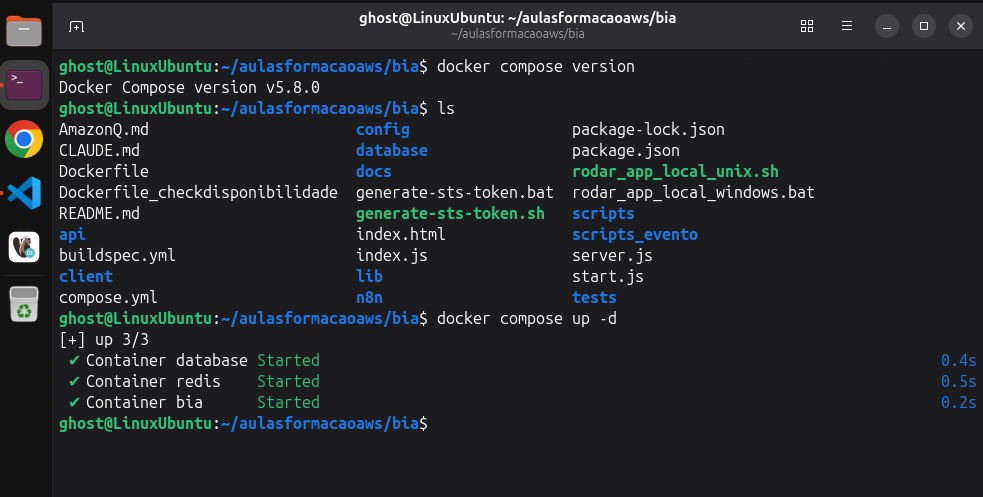 ghost@LinuxUbuntu: ~/aulasformacaoaws/bia
~/aulasformacaoaws/bia
ghost@LinuxUbuntu:~/aulasformacaoaws/bia$ docker compose version
Docker Compose version v5.8.0
ghost@LinuxUbuntu:~/aulasformacaoaws/bia$ ls
AmazonQ.md config package-lock.json
CLAUDE.md database package.json
Dockerfile docs rodar_app_local_unix.sh
Dockerfile_checkdisponibilidade generate-sts-token.bat rodar_app_local_windows.bat
README.md generate-sts-token.sh scripts
api index.html scripts_evento
buildspec.yml index.js server.js
client lib start.js
compose.yml n8n tests
ghost@LinuxUbuntu:~/aulasformacaoaws/bia$ docker compose up -d
[+] up 3/3
✔ Container database Started 0.4s
✔ Container redis Started 0.5s
✔ Container bia Started 0.2s
ghost@LinuxUbuntu:~/aulasformacaoaws/bia$